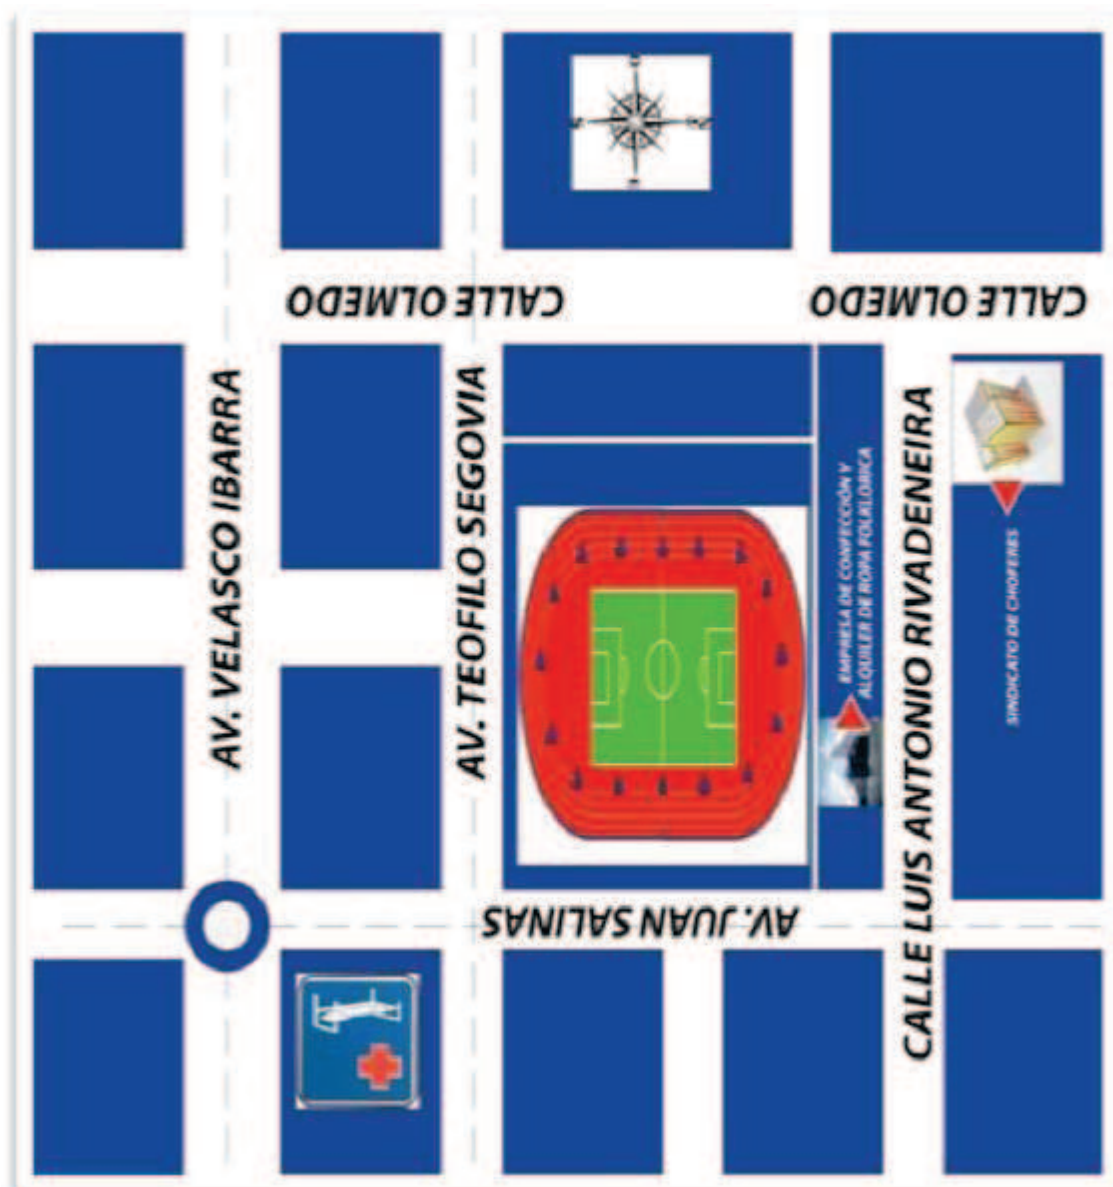 CALLE OLMEDO
CALLE OLMEDO
AV. VELASCO IBARRA
AV. TEOFILO SEGOVIA
EMPRESA DE CONFECCIÓN Y
ALQUILER DE ROPA FOLKLORICA
CALLE LUIS ANTONIO RIVADENEIRA
SINDICATO DE CHOFERES
AV. JUAN SALINAS